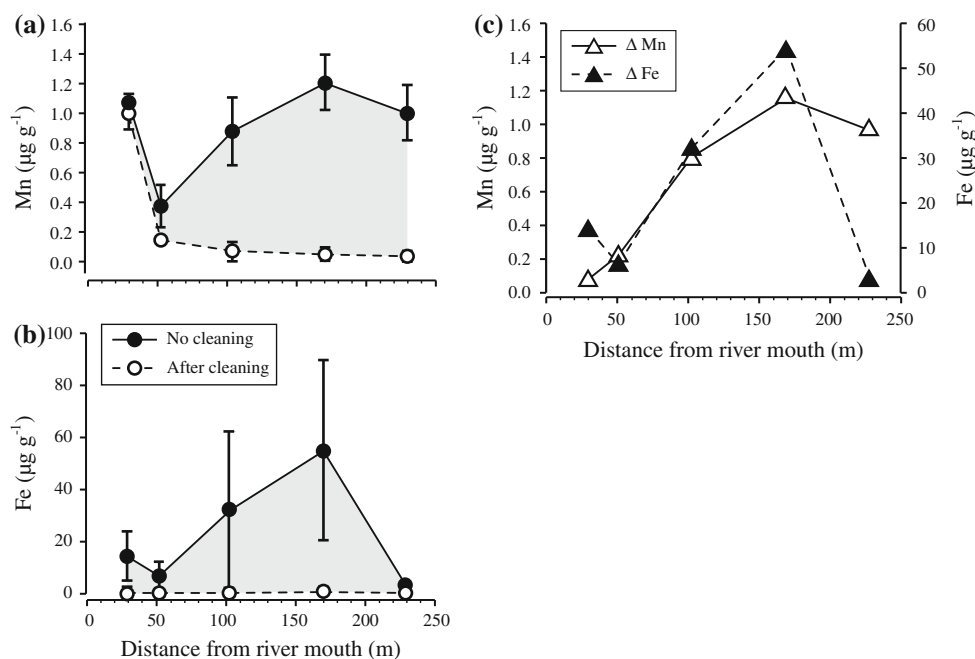 (a)
1.6
1.4
1.2
1.0
0.8
0.6
0.4
0.2
0.0
Mn (µg g⁻¹)
(b)
100
80
60
40
20
0
Fe (µg g⁻¹)
No cleaning
After cleaning
0 50 100 150 200 250
Distance from river mouth (m)
(c)
1.6
1.4
1.2
1.0
0.8
0.6
0.4
0.2
0.0
Mn (µg g⁻¹)
Δ Mn
Δ Fe
60
50
40
30
20
10
0
Fe (µg g⁻¹)
0 50 100 150 200 250
Distance from river mouth (m)